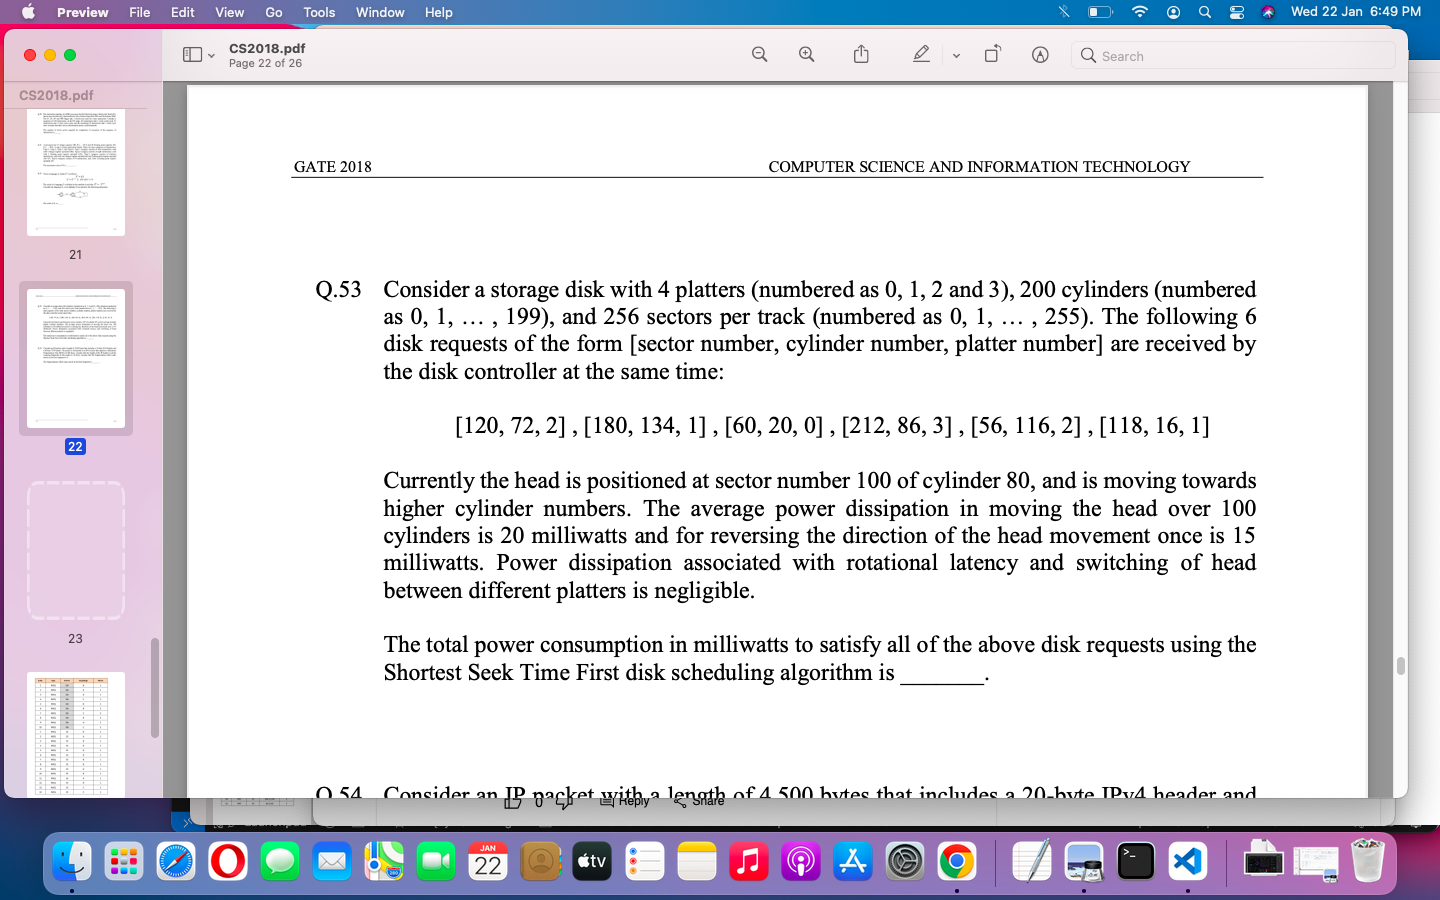 Preview File Edit View Go Tools Window Help
Wed 22 Jan 6:49 PM
CS2018.pdf
Page 22 of 26
Search
CS2018.pdf
21
22
23
GATE 2018
COMPUTER SCIENCE AND INFORMATION TECHNOLOGY
Q.53 Consider a storage disk with 4 platters (numbered as 0, 1, 2 and 3), 200 cylinders (numbered
as 0, 1, … , 199), and 256 sectors per track (numbered as 0, 1, … , 255). The following 6
disk requests of the form [sector number, cylinder number, platter number] are received by
the disk controller at the same time:
[120, 72, 2] , [180, 134, 1] , [60, 20, 0] , [212, 86, 3] , [56, 116, 2] , [118, 16, 1]
Currently the head is positioned at sector number 100 of cylinder 80, and is moving towards
higher cylinder numbers. The average power dissipation in moving the head over 100
cylinders is 20 milliwatts and for reversing the direction of the head movement once is 15
milliwatts. Power dissipation associated with rotational latency and switching of head
between different platters is negligible.
The total power consumption in milliwatts to satisfy all of the above disk requests using the
Shortest Seek Time First disk scheduling algorithm is ________.
Q.54 Consider an IP packet with a length of 4,500 bytes that includes a 20-byte IPv4 header and
0 Reply Share
JAN
22
tv